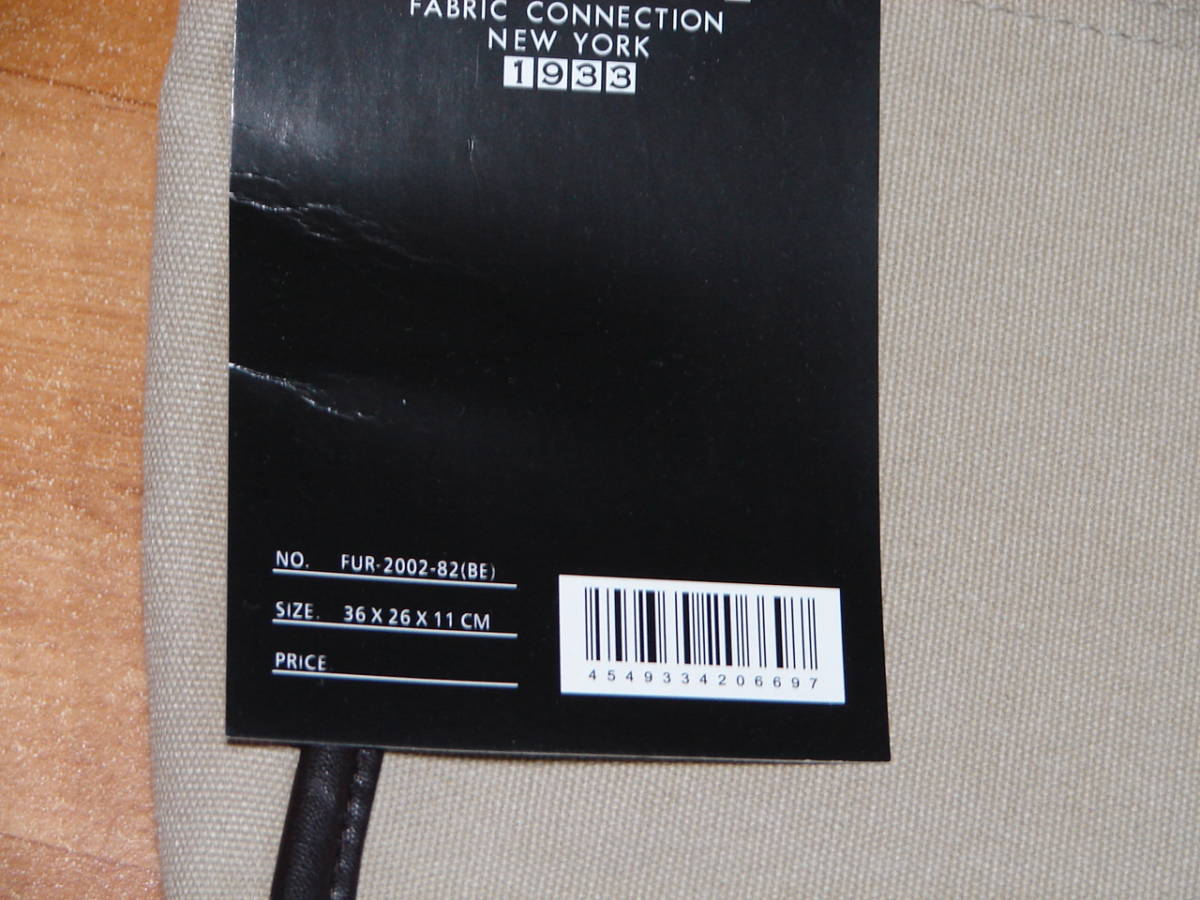 FABRIC CONNECTION
NEW YORK
1933
NO. FUR-2002-82(BE)
SIZE. 36 X 26 X 11 CM
PRICE
4549334206697